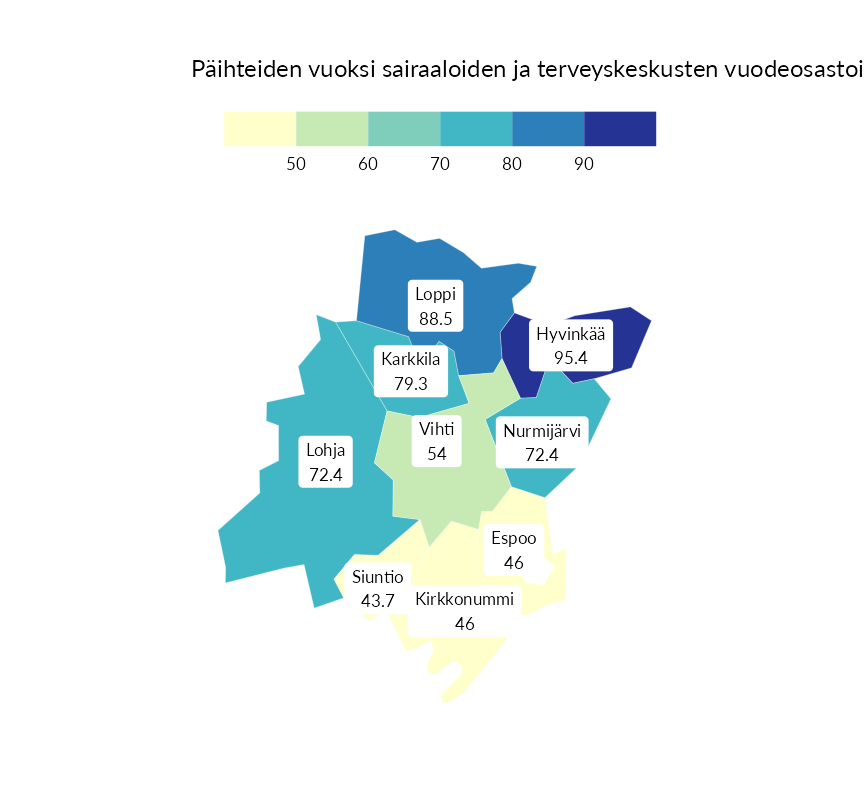 Päihteiden vuoksi sairaaloiden ja terveyskeskusten vuodeosastoi
50 60 70 80 90
Loppi
88.5
Hyvinkää
95.4
Karkkila
79.3
Vihti
54
Nurmijärvi
72.4
Lohja
72.4
Espoo
46
Siuntio
43.7
Kirkkonummi
46